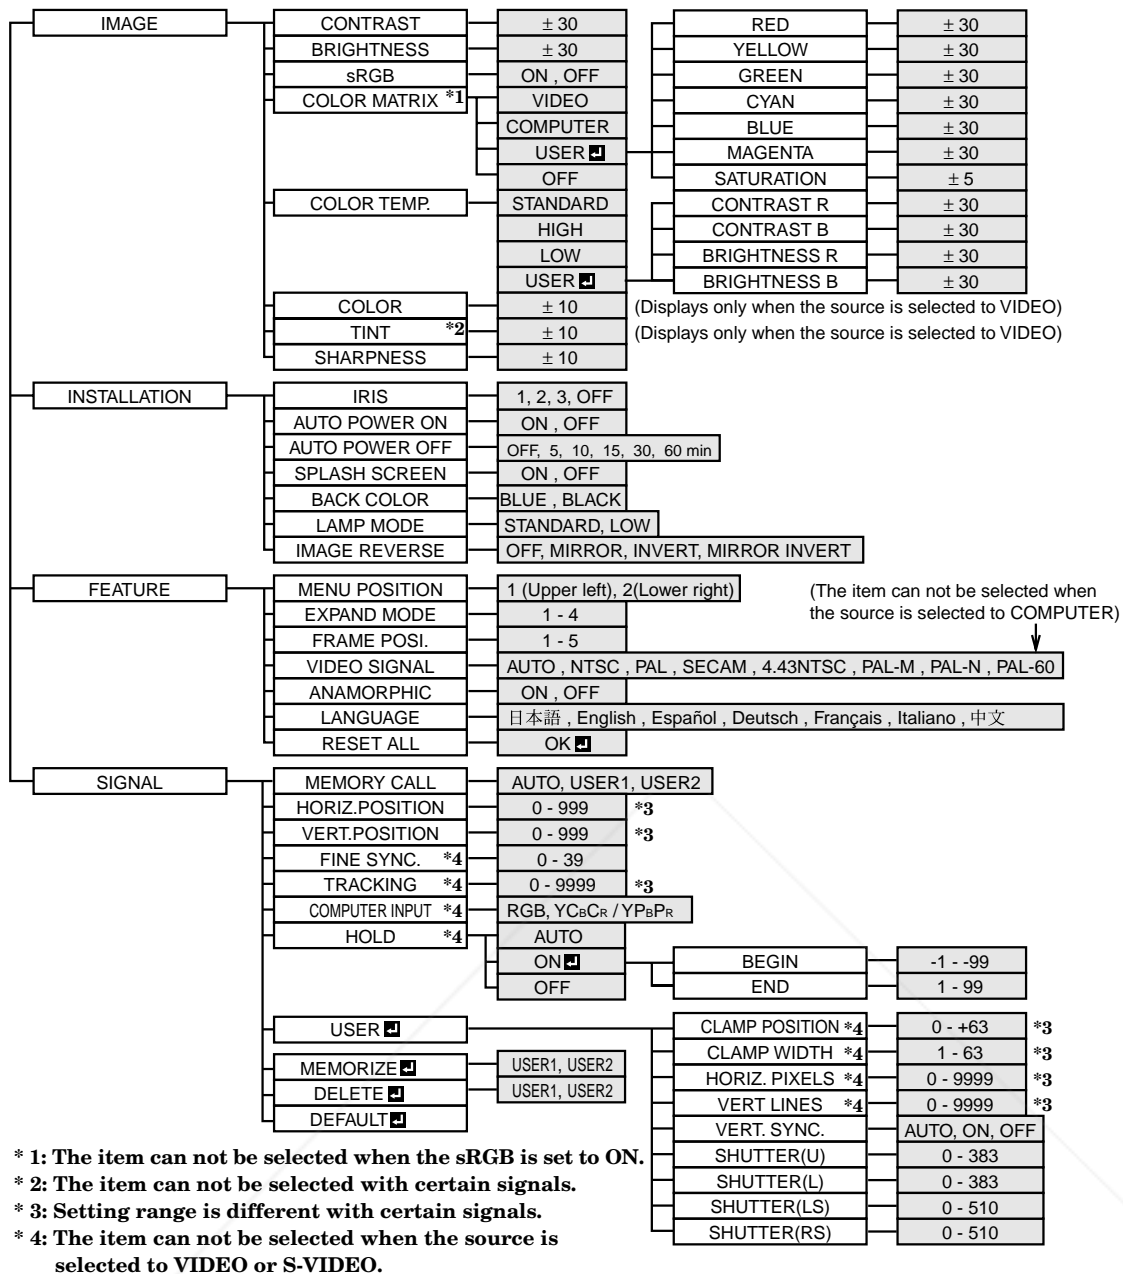 IMAGE
CONTRAST ± 30
BRIGHTNESS ± 30
sRGB ON , OFF
COLOR MATRIX *1 VIDEO
COMPUTER
USER
OFF
RED ± 30
YELLOW ± 30
GREEN ± 30
CYAN ± 30
BLUE ± 30
MAGENTA ± 30
SATURATION ± 5
COLOR TEMP. STANDARD
HIGH
LOW
USER
CONTRAST R ± 30
CONTRAST B ± 30
BRIGHTNESS R ± 30
BRIGHTNESS B ± 30
COLOR ± 10 (Displays only when the source is selected to VIDEO)
TINT *2 ± 10 (Displays only when the source is selected to VIDEO)
SHARPNESS ± 10
INSTALLATION
IRIS 1, 2, 3, OFF
AUTO POWER ON ON , OFF
AUTO POWER OFF OFF, 5, 10, 15, 30, 60 min
SPLASH SCREEN ON , OFF
BACK COLOR BLUE , BLACK
LAMP MODE STANDARD, LOW
IMAGE REVERSE OFF, MIRROR, INVERT, MIRROR INVERT
FEATURE
MENU POSITION 1 (Upper left), 2(Lower right)
EXPAND MODE 1 - 4
FRAME POSI. 1 - 5
(The item can not be selected when
the source is selected to COMPUTER)
VIDEO SIGNAL AUTO , NTSC , PAL , SECAM , 4.43NTSC , PAL-M , PAL-N , PAL-60
ANAMORPHIC ON , OFF
LANGUAGE 日本語 , English , Español , Deutsch , Français , Italiano , 中文
RESET ALL OK
SIGNAL
MEMORY CALL AUTO, USER1, USER2
HORIZ.POSITION 0 - 999 *3
VERT.POSITION 0 - 999 *3
FINE SYNC. *4 0 - 39
TRACKING *4 0 - 9999 *3
COMPUTER INPUT *4 RGB, YCBCR / YPBPR
HOLD *4 AUTO
ON
OFF
BEGIN -1 - -99
END 1 - 99
USER
CLAMP POSITION *4 0 - +63 *3
CLAMP WIDTH *4 1 - 63 *3
HORIZ. PIXELS *4 0 - 9999 *3
VERT LINES *4 0 - 9999 *3
VERT. SYNC. AUTO, ON, OFF
SHUTTER(U) 0 - 383
SHUTTER(L) 0 - 383
SHUTTER(LS) 0 - 510
SHUTTER(RS) 0 - 510
MEMORIZE USER1, USER2
DELETE USER1, USER2
DEFAULT
* 1: The item can not be selected when the sRGB is set to ON.
* 2: The item can not be selected with certain signals.
* 3: Setting range is different with certain signals.
* 4: The item can not be selected when the source is
selected to VIDEO or S-VIDEO.